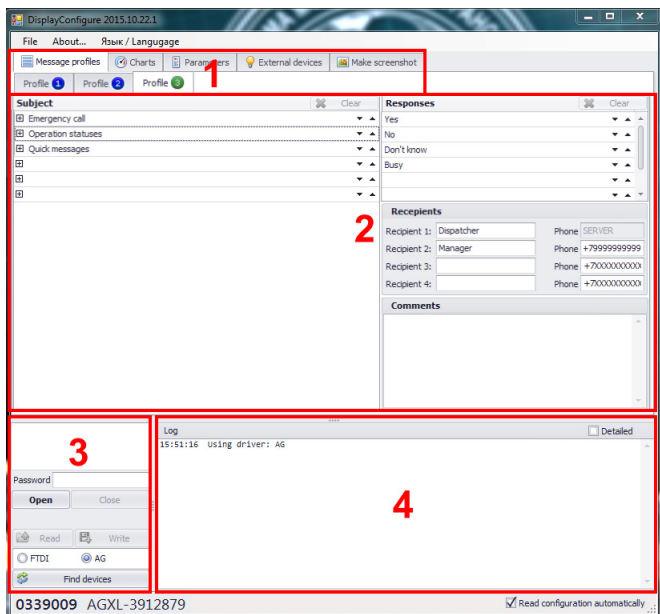 DisplayConfigure 2015.10.22.1
File About... Язык / Langugage
Message profiles Charts Parameters External devices Make screenshot
1
Profile 1 Profile 2 Profile 3
Subject Clear Responses Clear
Emergency call Yes
Operation statuses No
Quick messages Don't know
Busy
2
Recepients
Recipient 1: Dispatcher Phone SERVER
Recipient 2: Manager Phone +79999999999
Recipient 3: Phone +7XXXXXXXXXX
Recipient 4: Phone +7XXXXXXXXXX
Comments
Log Detailed
15:51:16 Using driver: AG
3
Password
Open Close
4
Read Write
FTDI AG
Find devices
0339009 AGXL-3912879 Read configuration automatically